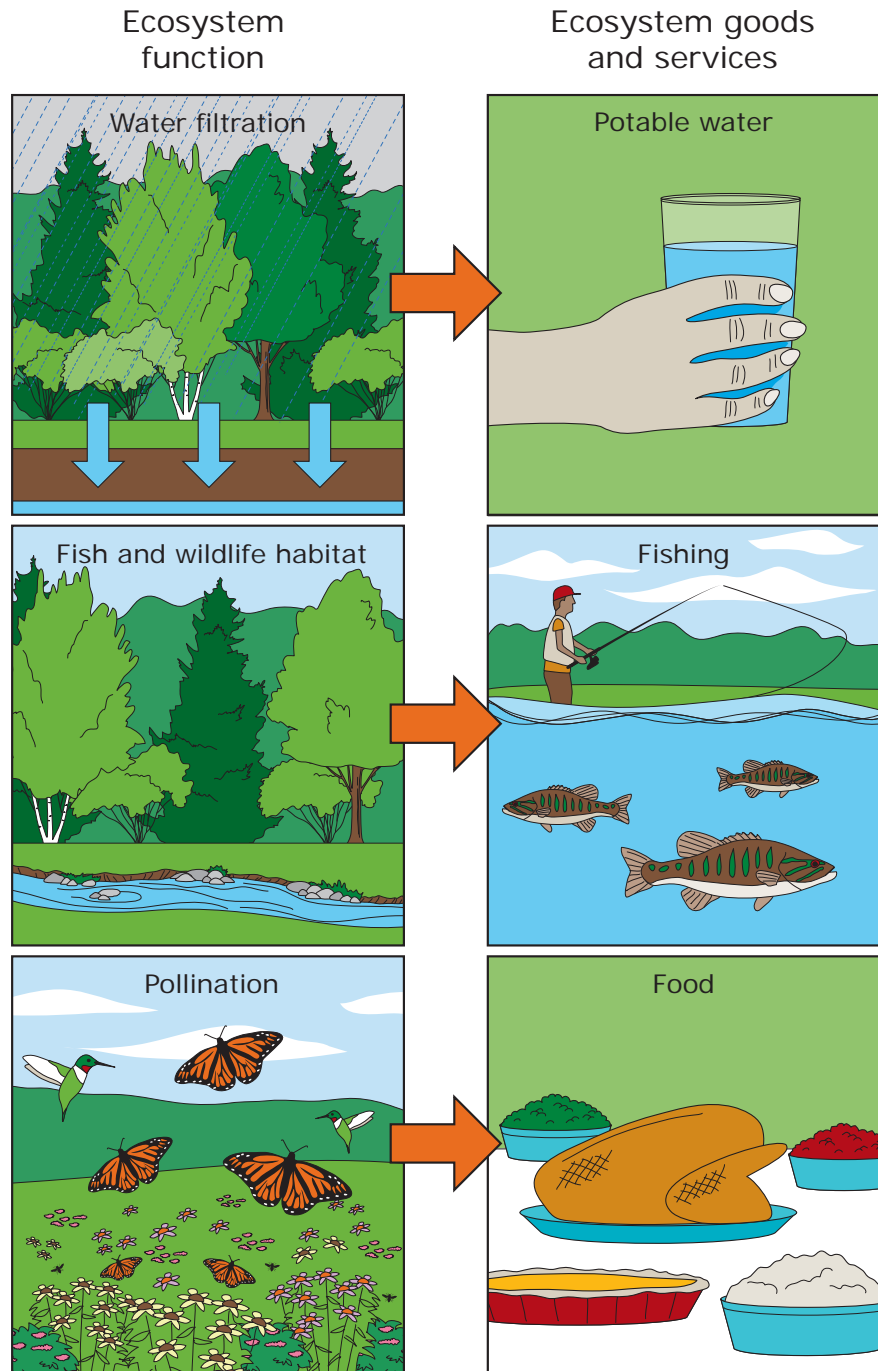 Ecosystem
function
Ecosystem goods
and services
Water filtration
Potable water
Fish and wildlife habitat
Fishing
Pollination
Food